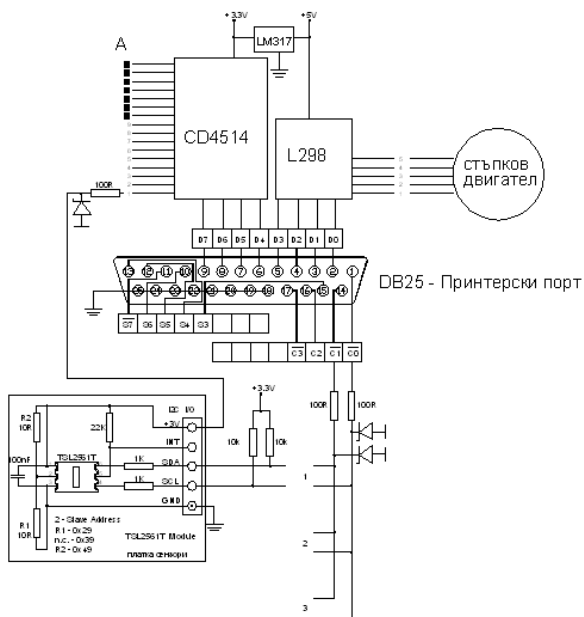 +3.3V
+5V
LM317
A
CD4514
L298
стъпков
двигател
100R
D7 D6 D5 D4 D3 D2 D1 D0
13 12 11 10 9 8 7 6 5 4 3 2 1
DB25 - Принтерски порт
25 24 23 22 21 20 19 18 17 16 15 14
S7 S6 S5 S4 S3
C3 C2 C1 C0
I2C I/O
+3V
+3.3V
100R 100R
R2
10R
22K
INT
10k 10k
TSL2561T
100nF
1K
SDA
1
1K
SCL
GND
R1
10R
2 - Slave Address
R1 - 0x29
n.c. - 0x39
R2 - 0x49
TSL2561T Module
платка сензори
2
3